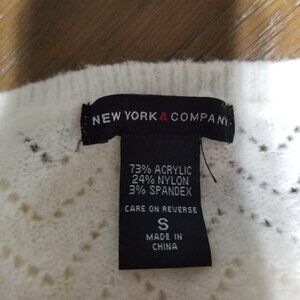 NEW YORK & COMPANY
73% ACRYLIC
24% NYLON
3% SPANDEX
CARE ON REVERSE
S
MADE IN
CHINA